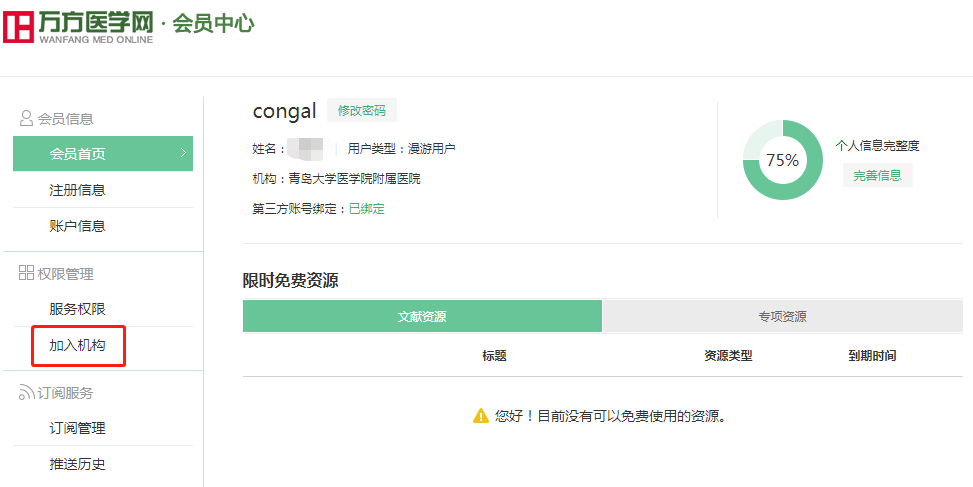 万方医学网 · 会员中心
WANFANG MED ONLINE
会员信息
会员首页
注册信息
账户信息
权限管理
服务权限
加入机构
订阅服务
订阅管理
推送历史
congal 修改密码
姓名： 用户类型：漫游用户
机构：青岛大学医学院附属医院
第三方账号绑定：已绑定
75%
个人信息完整度
完善信息
限时免费资源
文献资源 专项资源
标题 资源类型 到期时间
您好！目前没有可以免费使用的资源。